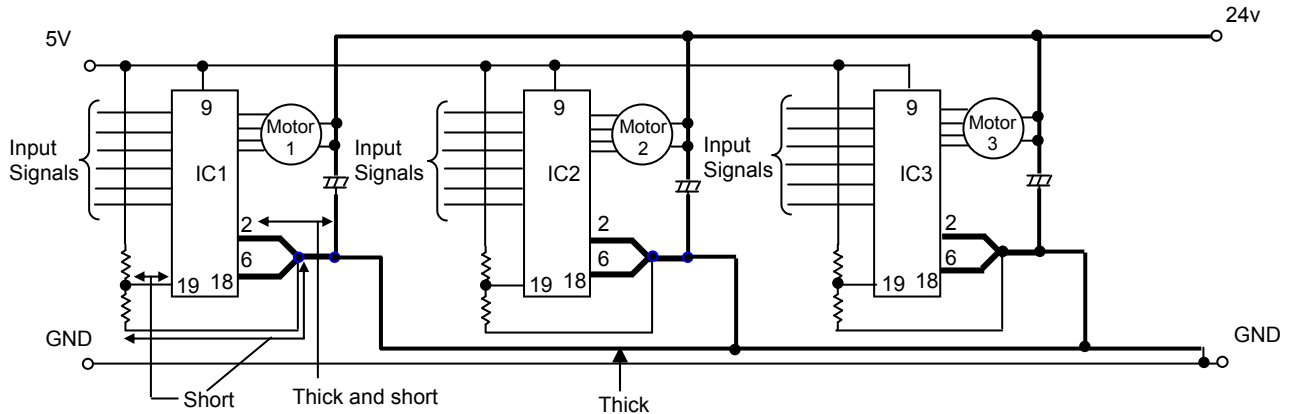 24v
5V
9
9
9
Motor
1
Motor
2
Motor
3
Input
Signals
Input
Signals
Input
Signals
IC1
IC2
IC3
2
6
19
18
2
6
19
18
2
6
19
18
GND
GND
Short
Thick and short
Thick